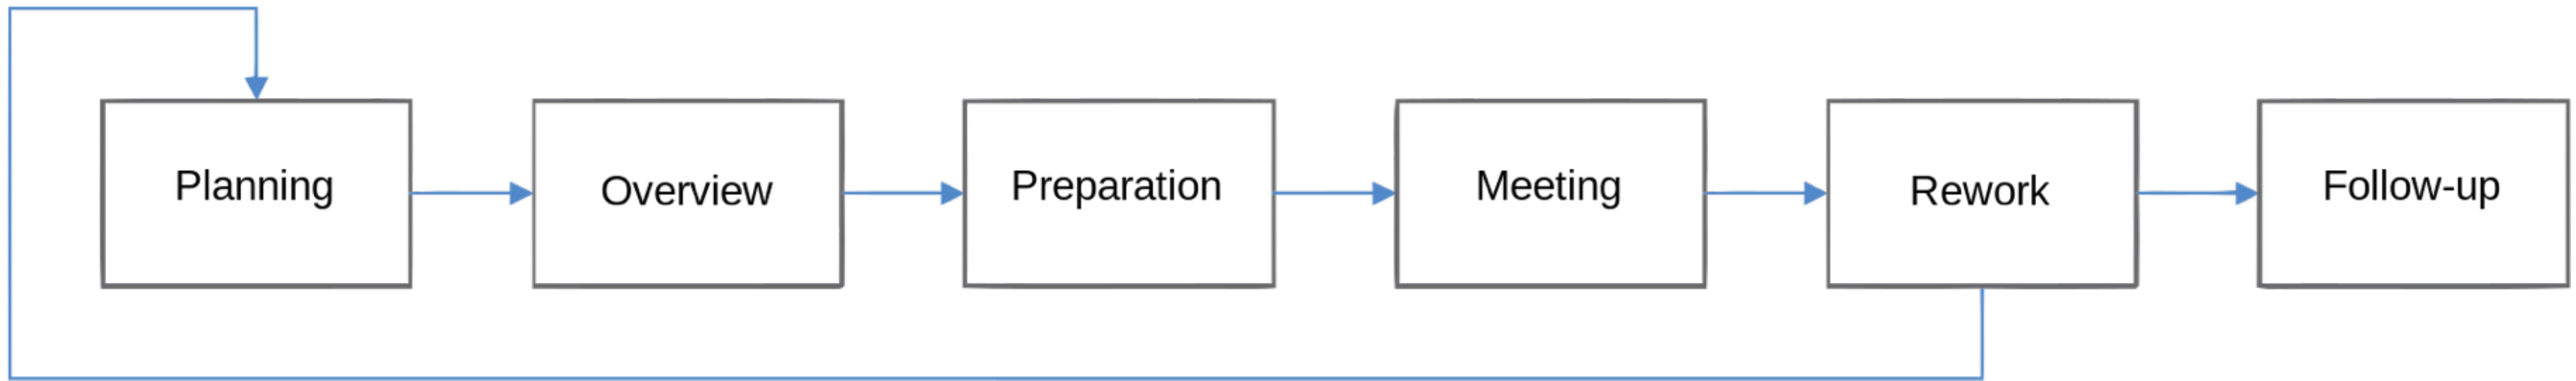 Planning
Overview
Preparation
Meeting
Rework
Follow-up